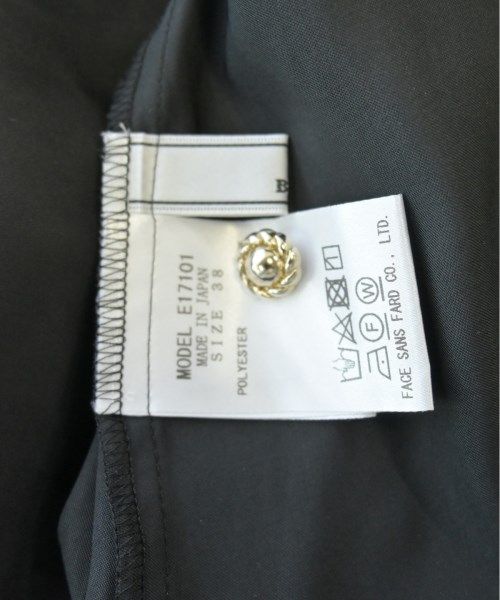 B
MODEL E17101
MADE IN JAPAN
SIZE 38
POLYESTER
F W
FACE SANS FARD CO., LTD.